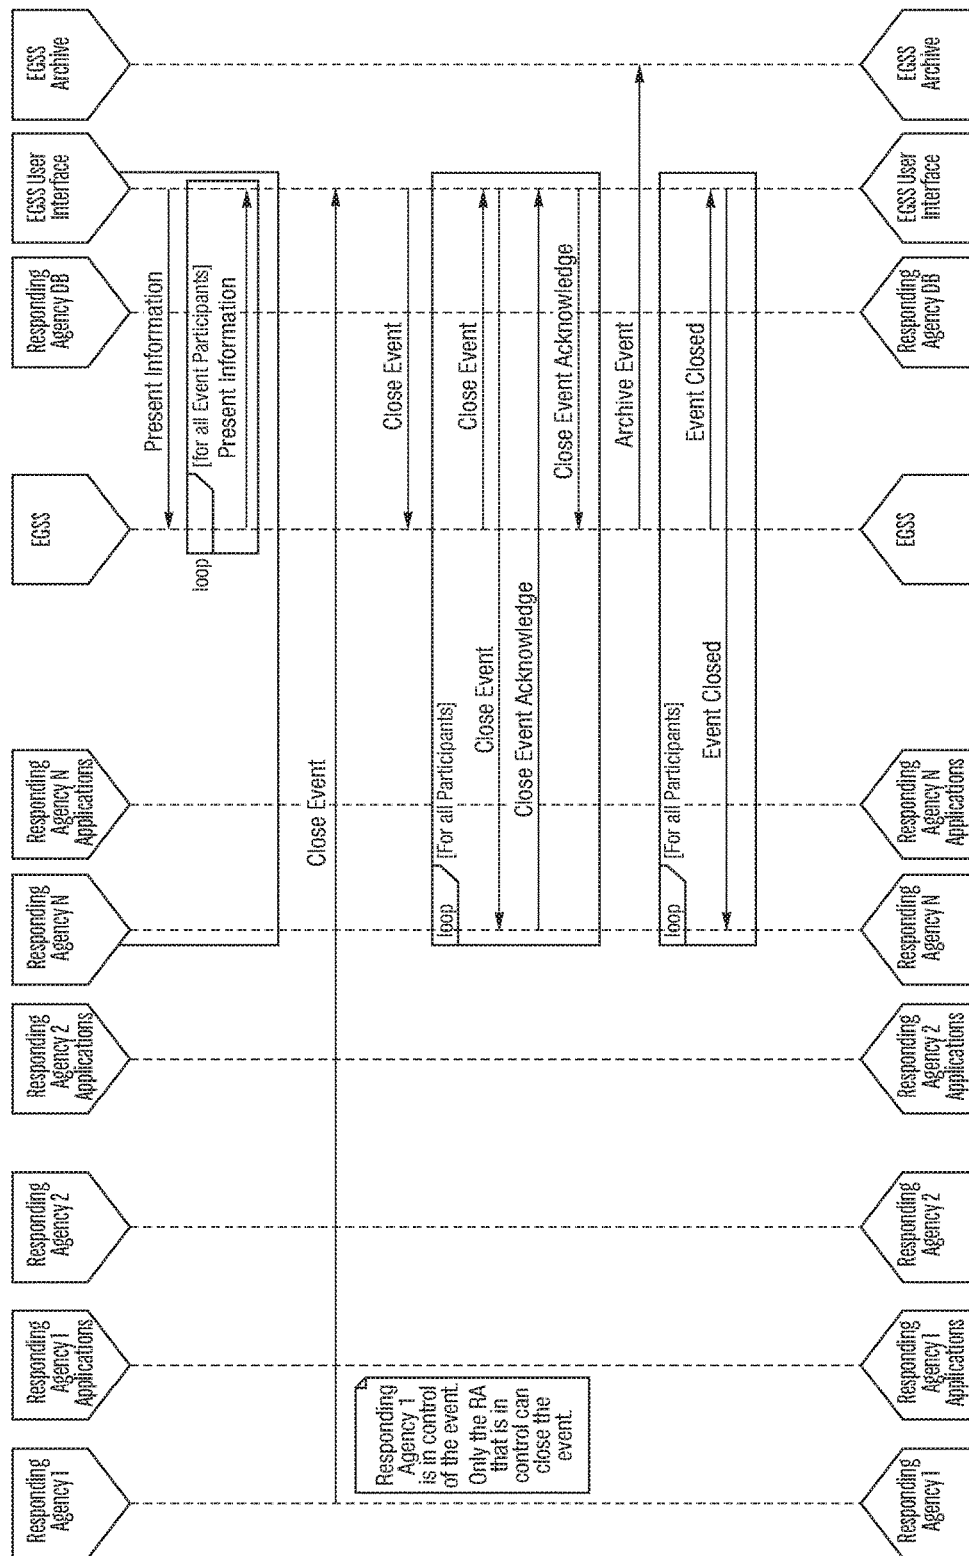 Responding
Agency 1
Responding
Agency 1
Applications
Responding
Agency 2
Responding
Agency 2
Applications
Responding
Agency N
Responding
Agency N
Applications
EGSS
Responding
Agency DB
EGSS User
Interface
EGSS
Archive
Present Information
loop
[for all Event Participants]
Present Information
Close Event
Responding
Agency 1
is in control
of the event.
Only the RA
that is in
control can
close the
event.
Close Event
loop
[For all Participants]
Close Event
Close Event
Close Event Acknowledge
Close Event Acknowledge
Archive Event
loop
[For all Participants]
Event Closed
Event Closed
Responding
Agency 1
Responding
Agency 1
Applications
Responding
Agency 2
Responding
Agency 2
Applications
Responding
Agency N
Responding
Agency N
Applications
EGSS
Responding
Agency DB
EGSS User
Interface
EGSS
Archive